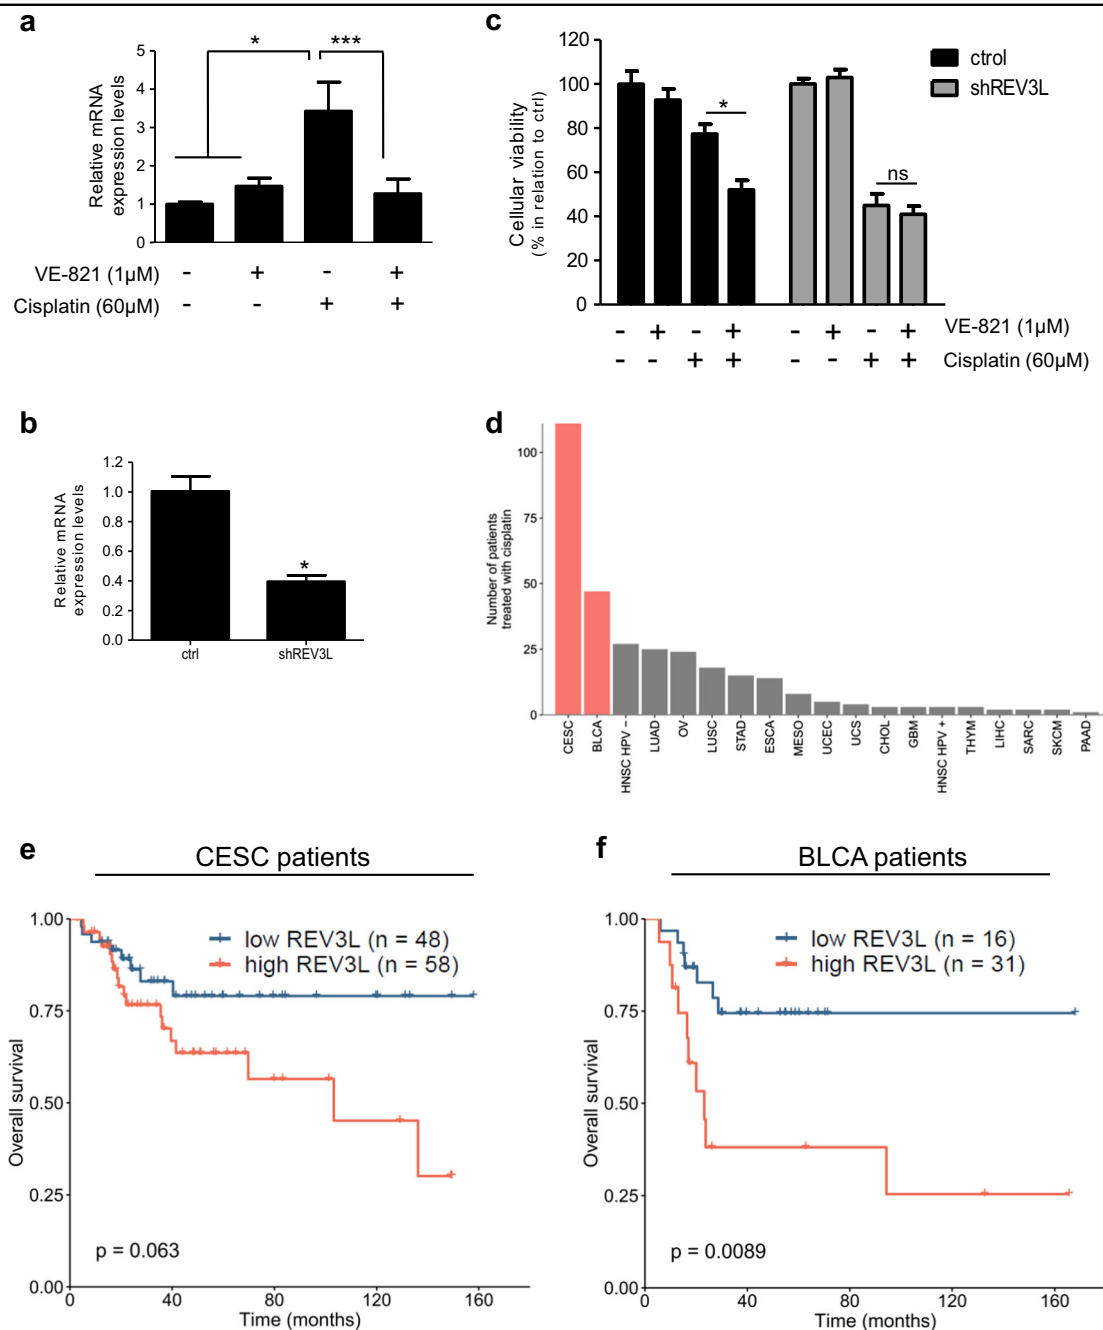 a
Relative mRNA
expression levels
5
4
3
2
1
0
*
***
VE-821 (1µM) - + - +
Cisplatin (60µM) - - + +
c
Cellular viability
(% in relation to ctrl)
120
100
80
60
40
20
0
*
ns
ctrol
shREV3L
- + - + - + - + VE-821 (1µM)
- - + + - - + + Cisplatin (60µM)
b
Relative mRNA
expression levels
1.2
1.0
0.8
0.6
0.4
0.2
0.0
*
ctrl shREV3L
d
Number of patients
treated with cisplatin
100
75
50
25
0
CESC
BLCA
HNSC HPV −
LUAD
OV
LUSC
STAD
ESCA
MESO
UCEC
UCS
CHOL
GBM
HNSC HPV +
THYM
LIHC
SARC
SKCM
PAAD
e
CESC patients
Overall survival
1.00
0.75
0.50
0.25
0.00
low REV3L (n = 48)
high REV3L (n = 58)
p = 0.063
0 40 80 120 160
Time (months)
f
BLCA patients
Overall survival
1.00
0.75
0.50
0.25
0.00
low REV3L (n = 16)
high REV3L (n = 31)
p = 0.0089
0 40 80 120 160
Time (months)